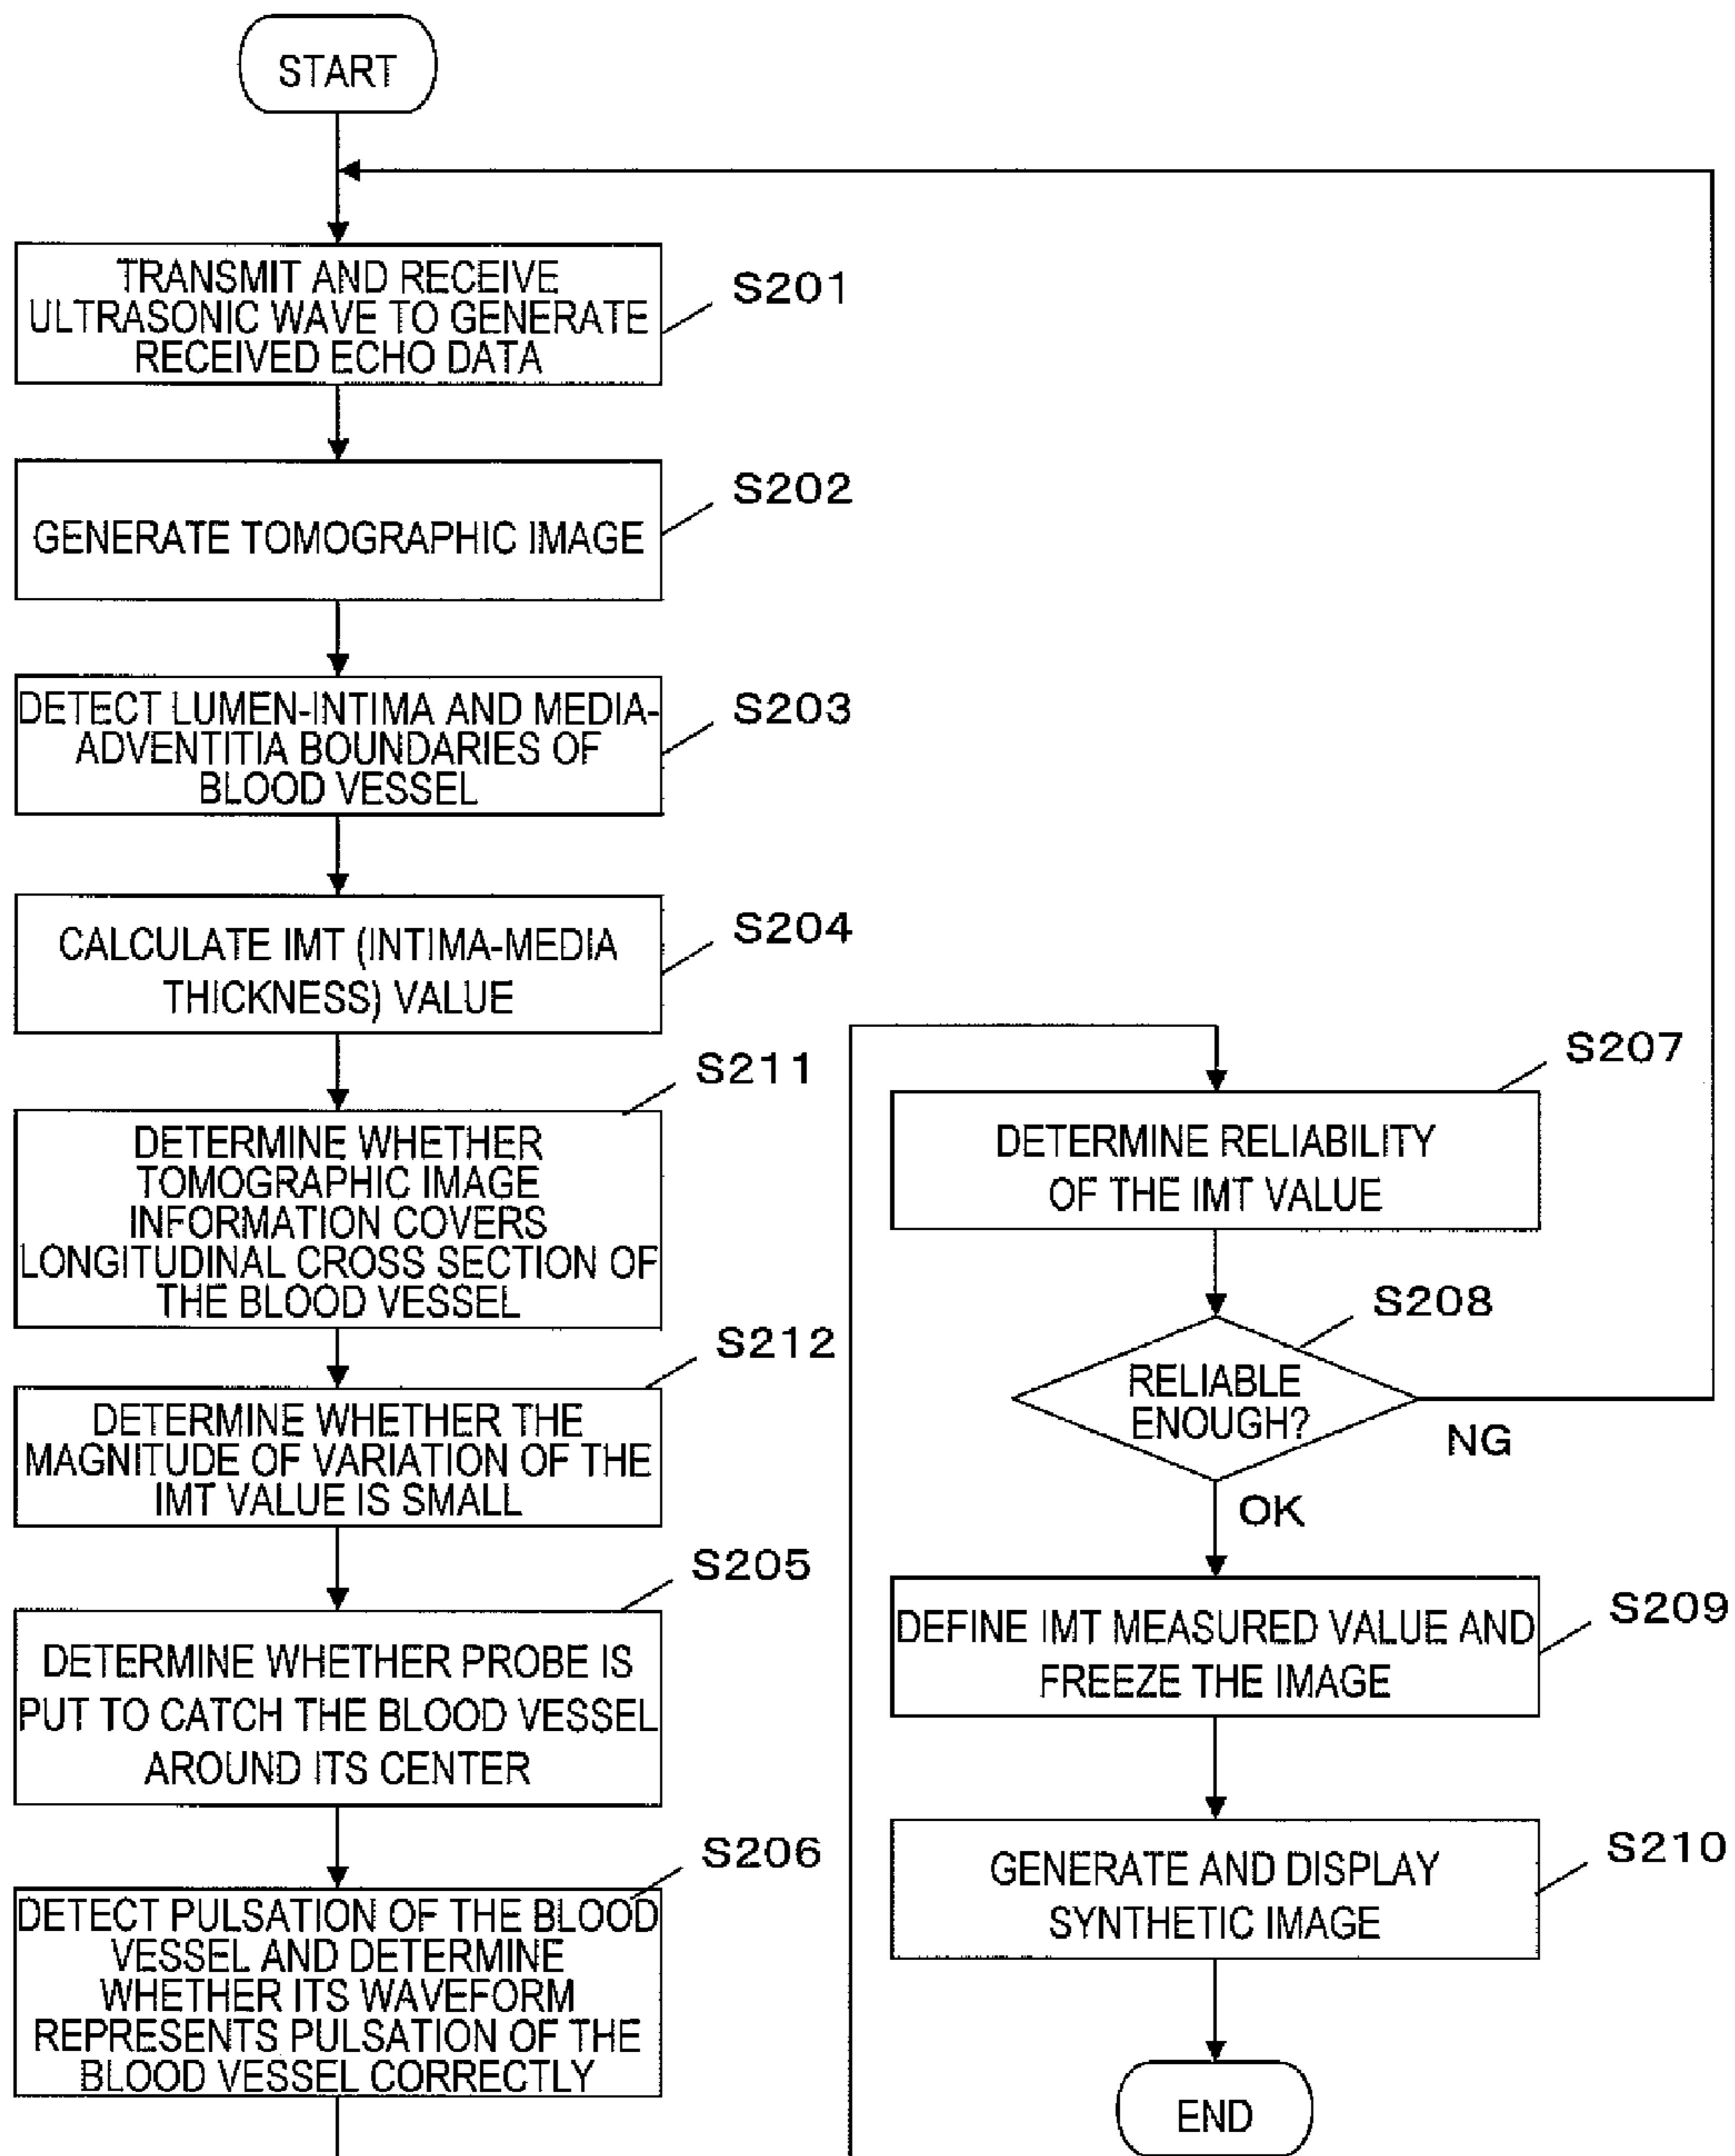 START
TRANSMIT AND RECEIVE
ULTRASONIC WAVE TO GENERATE
RECEIVED ECHO DATA
S201
GENERATE TOMOGRAPHIC IMAGE
S202
DETECT LUMEN-INTIMA AND MEDIA-
ADVENTITIA BOUNDARIES OF
BLOOD VESSEL
S203
CALCULATE IMT (INTIMA-MEDIA
THICKNESS) VALUE
S204
DETERMINE WHETHER
TOMOGRAPHIC IMAGE
INFORMATION COVERS
LONGITUDINAL CROSS SECTION OF
THE BLOOD VESSEL
S211
DETERMINE WHETHER THE
MAGNITUDE OF VARIATION OF THE
IMT VALUE IS SMALL
S212
DETERMINE WHETHER PROBE IS
PUT TO CATCH THE BLOOD VESSEL
AROUND ITS CENTER
S205
DETECT PULSATION OF THE BLOOD
VESSEL AND DETERMINE
WHETHER ITS WAVEFORM
REPRESENTS PULSATION OF THE
BLOOD VESSEL CORRECTLY
S206
DETERMINE RELIABILITY
OF THE IMT VALUE
S207
RELIABLE
ENOUGH?
S208
NG
OK
DEFINE IMT MEASURED VALUE AND
FREEZE THE IMAGE
S209
GENERATE AND DISPLAY
SYNTHETIC IMAGE
S210
END